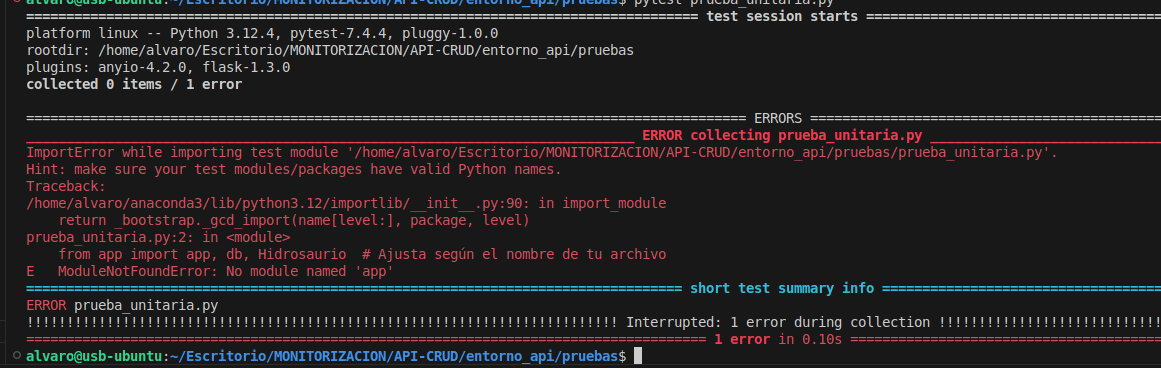 alvaro@usb-ubuntu:~/Escritorio/MONITORIZACION/API-CRUD/entorno_api/pruebas$ pytest prueba_unitaria.py
==================================== test session starts ====================================
platform linux -- Python 3.12.4, pytest-7.4.4, pluggy-1.0.0
rootdir: /home/alvaro/Escritorio/MONITORIZACION/API-CRUD/entorno_api/pruebas
plugins: anyio-4.2.0, flask-1.3.0
collected 0 items / 1 error
==================================== ERRORS ====================================
____________________________________ ERROR collecting prueba_unitaria.py ____________________________________
ImportError while importing test module '/home/alvaro/Escritorio/MONITORIZACION/API-CRUD/entorno_api/pruebas/prueba_unitaria.py'.
Hint: make sure your test modules/packages have valid Python names.
Traceback:
/home/alvaro/anaconda3/lib/python3.12/importlib/__init__.py:90: in import_module
    return _bootstrap._gcd_import(name[level:], package, level)
prueba_unitaria.py:2: in <module>
    from app import app, db, Hidrosaurio  # Ajusta según el nombre de tu archivo
E   ModuleNotFoundError: No module named 'app'
==================================== short test summary info ====================================
ERROR prueba_unitaria.py
!!!!!!!!!!!!!!!!!!!!!!!!!!!!!!!!!!!! Interrupted: 1 error during collection !!!!!!!!!!!!!!!!!!!!!!!!!!!!
==================================== 1 error in 0.10s ====================================
alvaro@usb-ubuntu:~/Escritorio/MONITORIZACION/API-CRUD/entorno_api/pruebas$